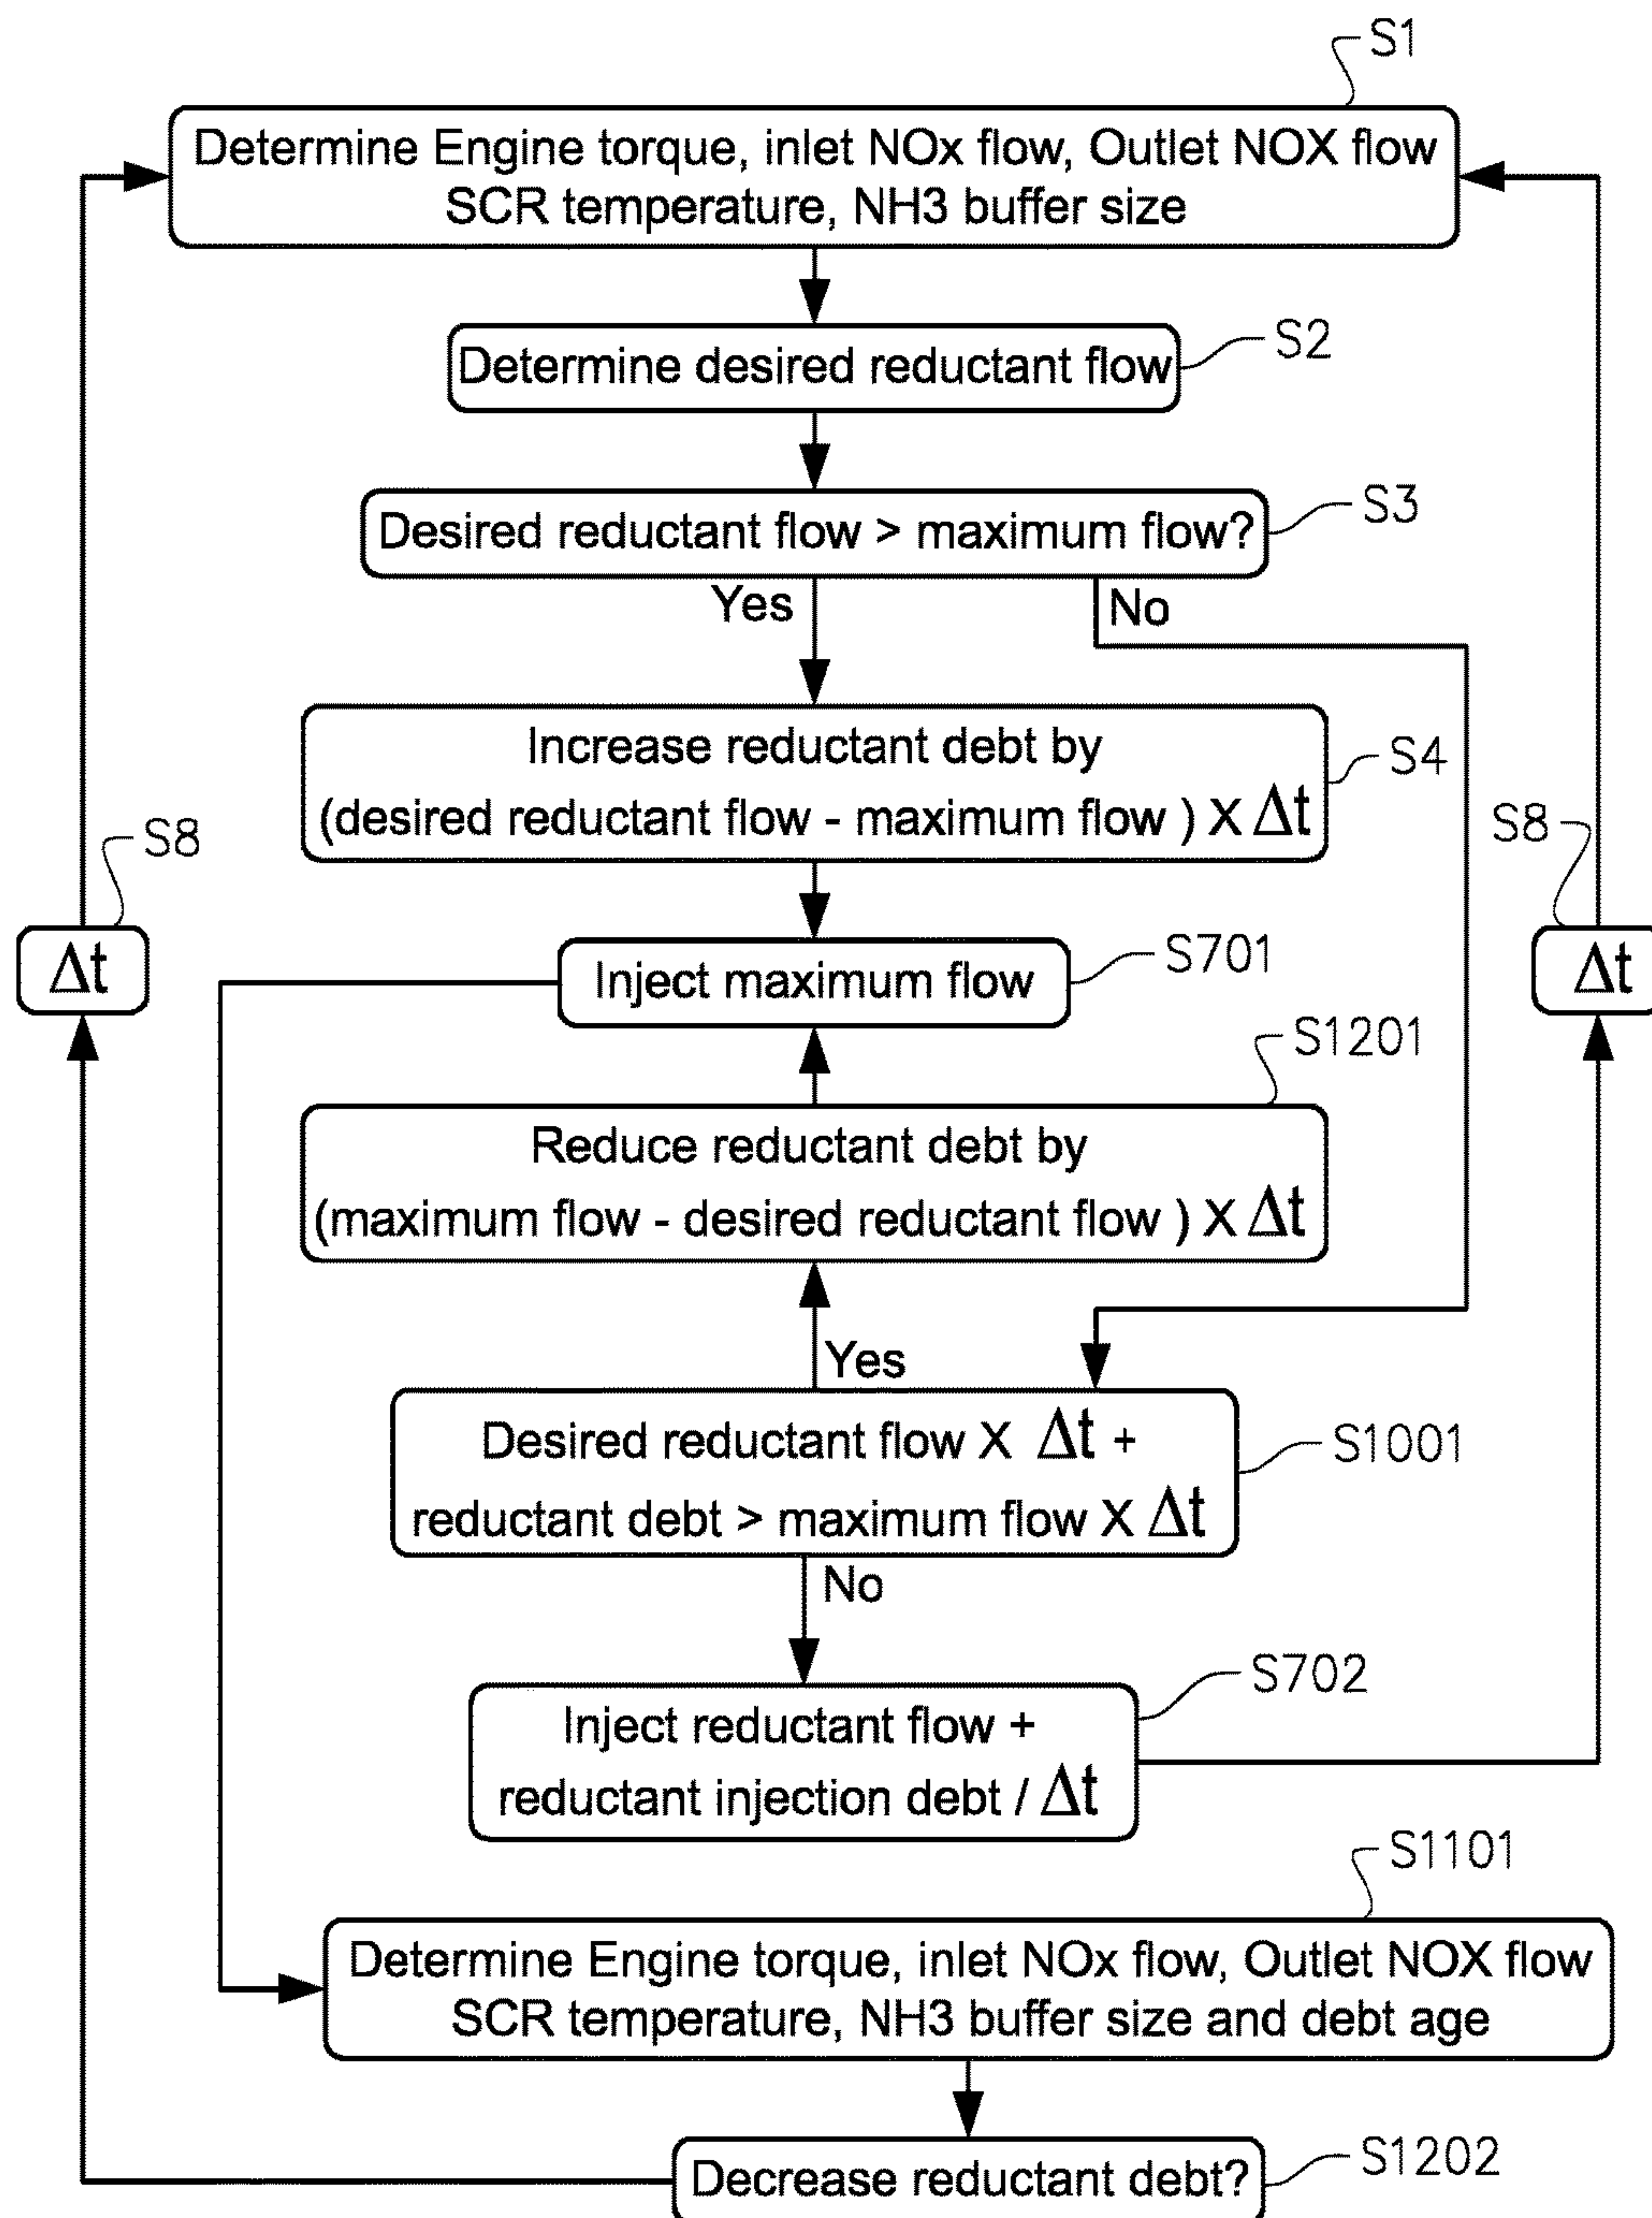 S1
Determine Engine torque, inlet NOx flow, Outlet NOX flow
SCR temperature, NH3 buffer size
S2
Determine desired reductant flow
S3
Desired reductant flow > maximum flow?
Yes
No
Increase reductant debt by
(desired reductant flow - maximum flow ) X Δt
S4
S8
Δt
S8
Δt
Inject maximum flow
S701
S1201
Reduce reductant debt by
(maximum flow - desired reductant flow ) X Δt
Yes
Desired reductant flow X Δt +
reductant debt > maximum flow X Δt
S1001
No
S702
Inject reductant flow +
reductant injection debt / Δt
S1101
Determine Engine torque, inlet NOx flow, Outlet NOX flow
SCR temperature, NH3 buffer size and debt age
S1202
Decrease reductant debt?